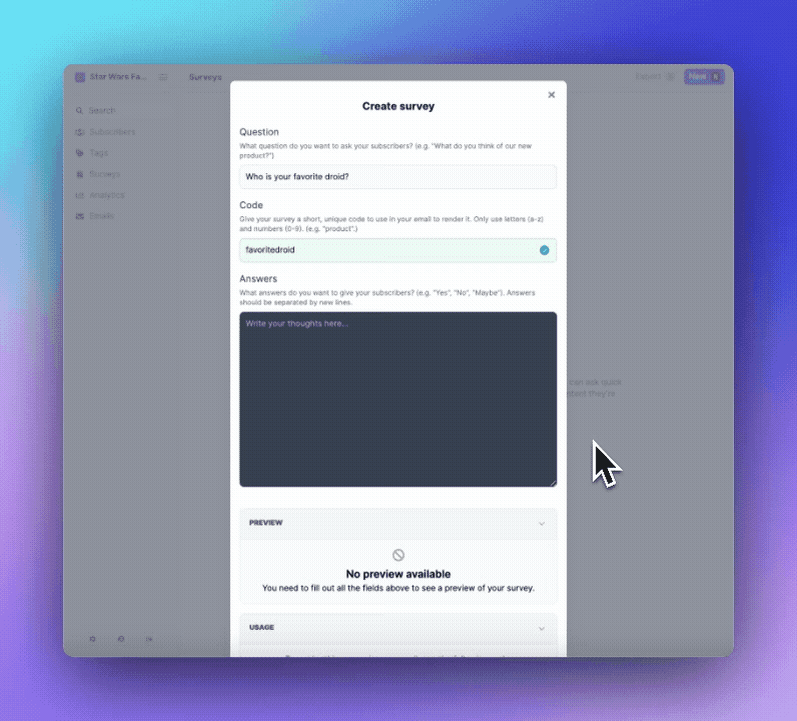 Star Wars Fa...
Surveys
Import
New
Search
Subscribers
Tags
Surveys
Analytics
Emails
Create survey
Question
What question do you want to ask your subscribers? (e.g. "What do you think of our new
product?")
Who is your favorite droid?
Code
Give your survey a short, unique code to use in your email to render it. Only use letters (a-z)
and numbers (0-9). (e.g. "product".)
favoritedroid
Answers
What answers do you want to give your subscribers? (e.g. "Yes", "No", "Maybe"). Answers
should be separated by new lines.
Write your thoughts here...
can ask quick
they're
PREVIEW
No preview available
You need to fill out all the fields above to see a preview of your survey.
USAGE